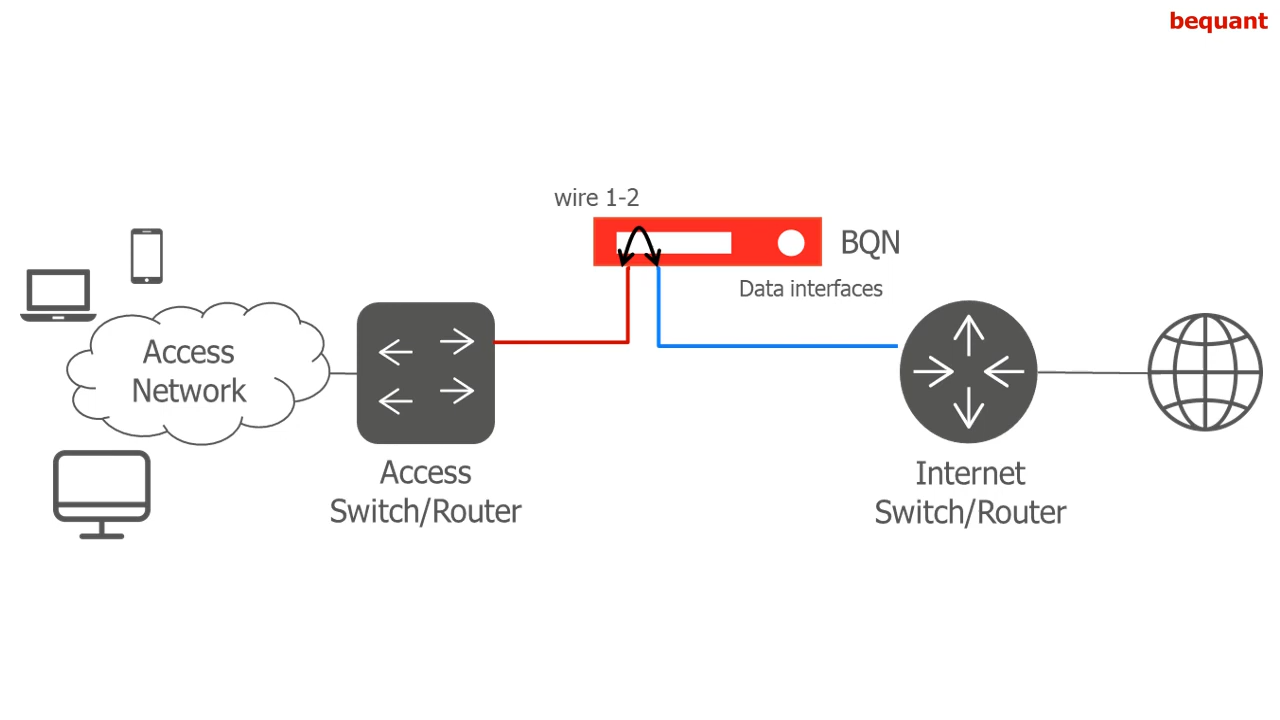 bequant
wire 1-2
BQN
Data interfaces
Access
Network
Access
Switch/Router
Internet
Switch/Router